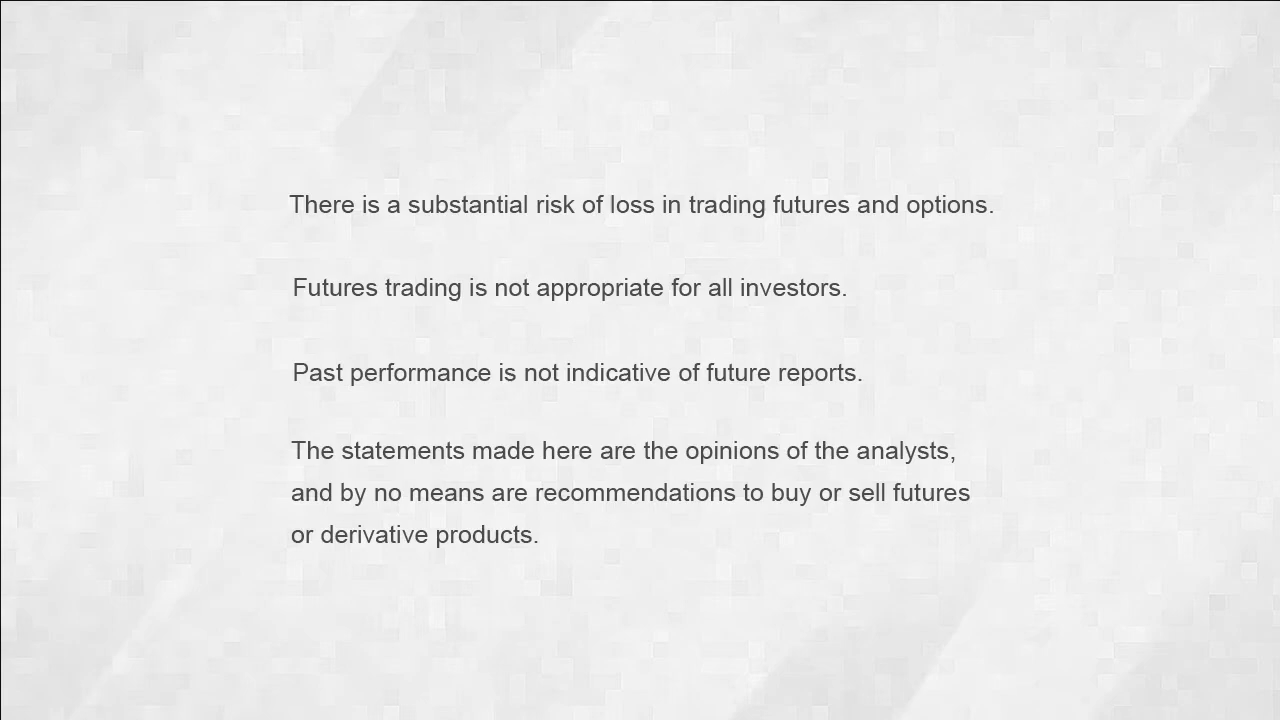 There is a substantial risk of loss in trading futures and options.
Futures trading is not appropriate for all investors.
Past performance is not indicative of future reports.
The statements made here are the opinions of the analysts,
and by no means are recommendations to buy or sell futures
or derivative products.